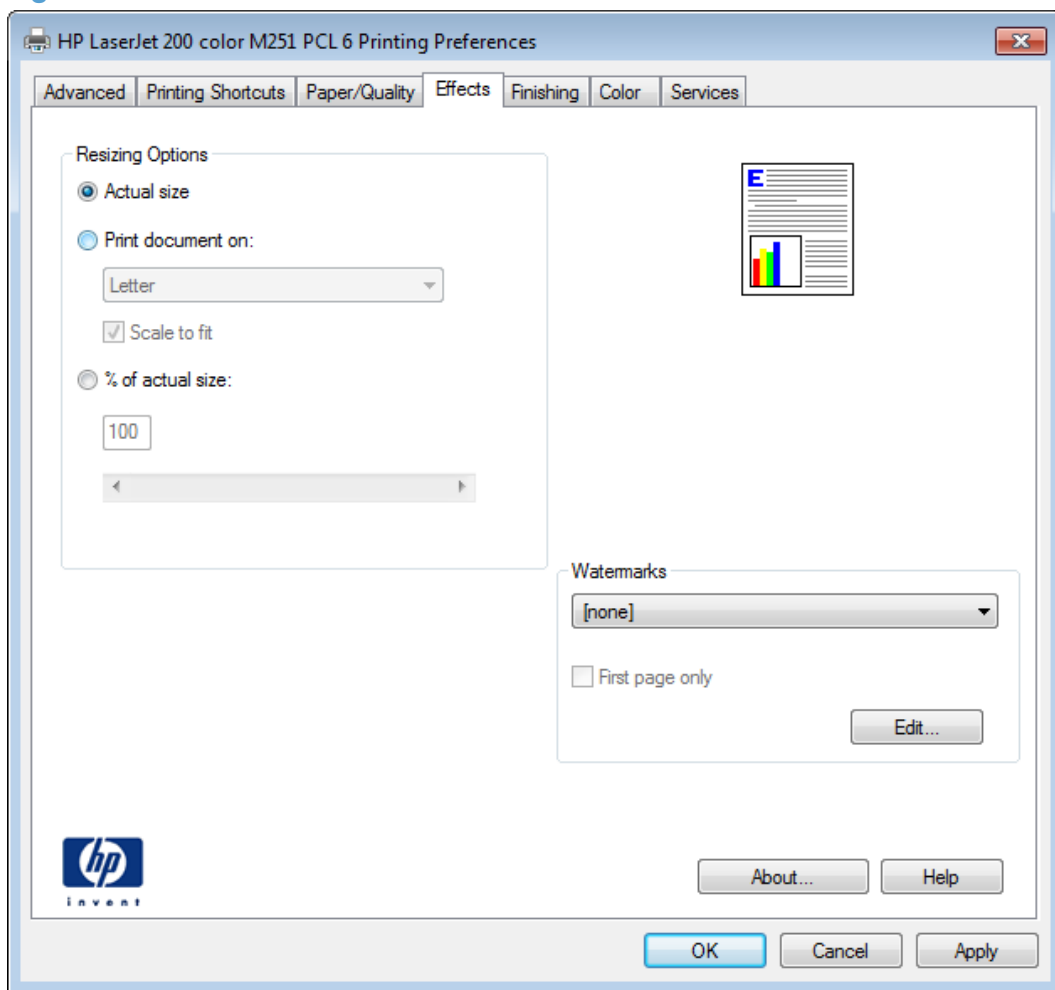 HP LaserJet 200 color M251 PCL 6 Printing Preferences
Advanced Printing Shortcuts Paper/Quality Effects Finishing Color Services
Resizing Options
Actual size
E
Print document on:
Letter
Scale to fit
% of actual size:
100
Watermarks
[none]
First page only
Edit...
hp
invent
About... Help
OK Cancel Apply